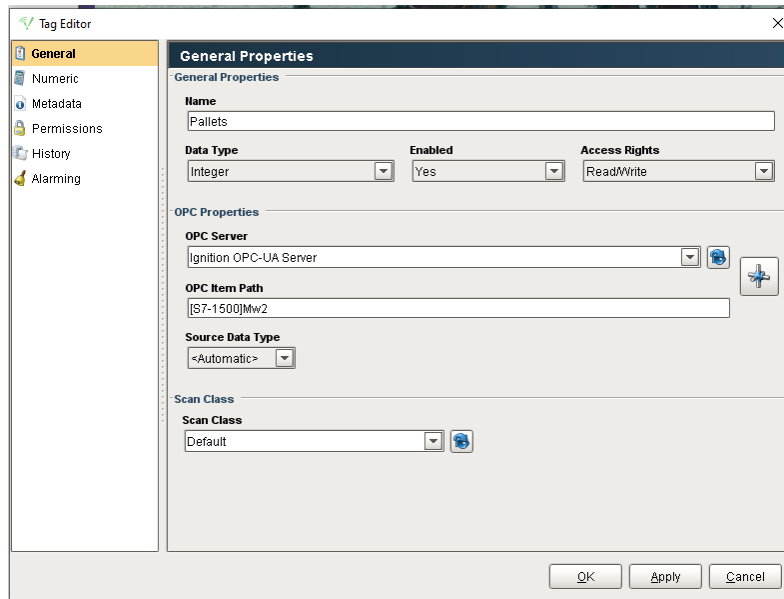 Tag Editor
General
Numeric
Metadata
Permissions
History
Alarming
General Properties
General Properties
Name
Pallets
Data Type Enabled Access Rights
Integer Yes Read/Write
OPC Properties
OPC Server
Ignition OPC-UA Server
OPC Item Path
[S7-1500]Mw2
Source Data Type
<Automatic>
Scan Class
Scan Class
Default
OK Apply Cancel